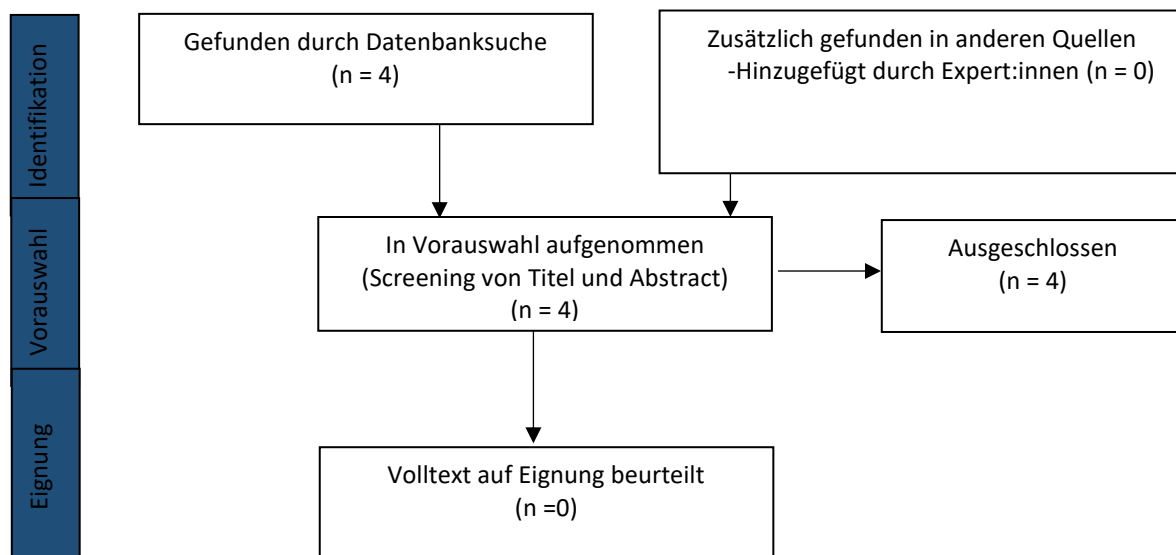 Identifikation
Gefunden durch Datenbanksuche
(n = 4)
Zusätzlich gefunden in anderen Quellen
-Hinzugefügt durch Expert:innen (n = 0)
Vorauswahl
In Vorauswahl aufgenommen
(Screening von Titel und Abstract)
(n = 4)
Ausgeschlossen
(n = 4)
Eignung
Volltext auf Eignung beurteilt
(n =0)